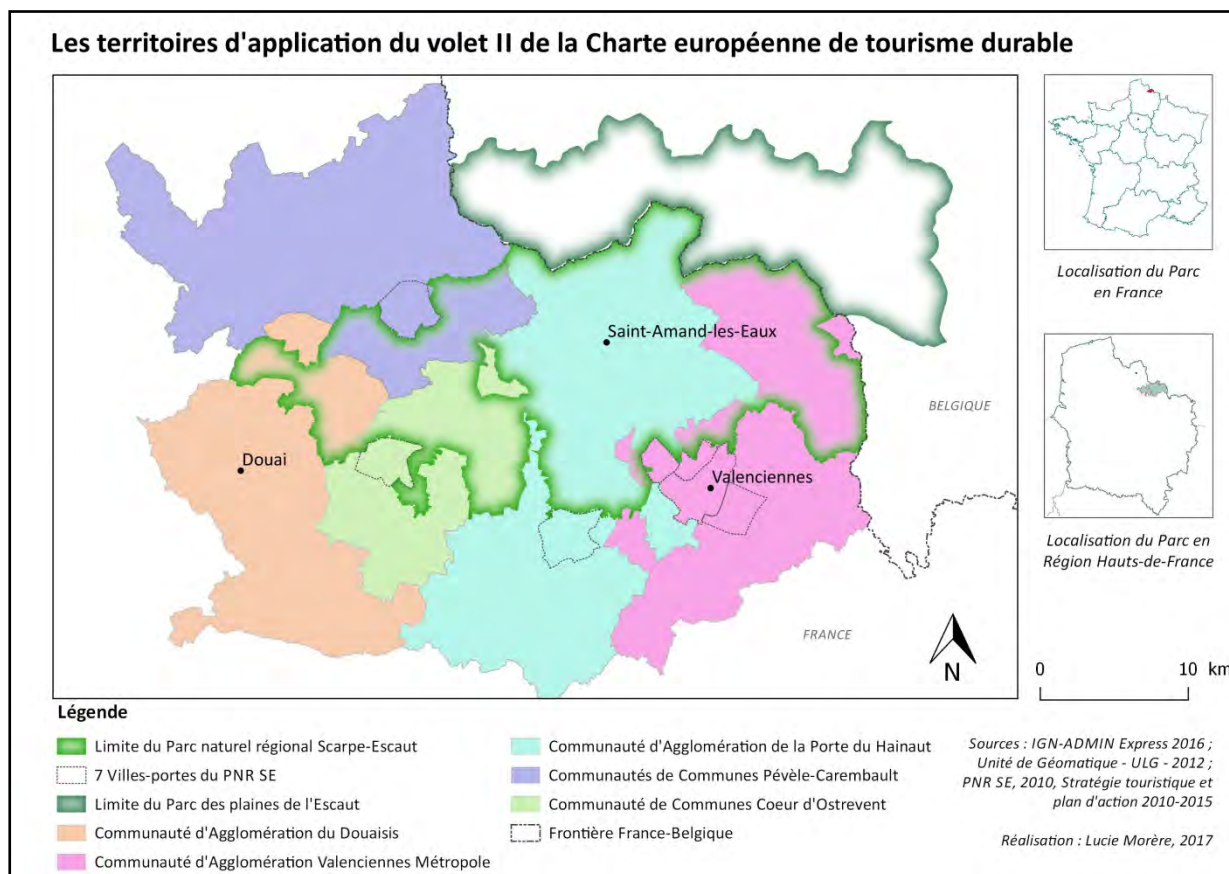 Les territoires d'application du volet II de la Charte européenne de tourisme durable
Saint-Amand-les-Eaux
Douai
Valenciennes
BELGIQUE
FRANCE
N
Localisation du Parc
en France
Localisation du Parc en
Région Hauts-de-France
0 10 km
Légende
Limite du Parc naturel régional Scarpe-Escaut
7 Villes-portes du PNR SE
Limite du Parc des plaines de l'Escaut
Communauté d'Agglomération du Douaisis
Communauté d'Agglomération Valenciennes Métropole
Communauté d'Agglomération de la Porte du Hainaut
Communautés de Communes Pévèle-Carembault
Communauté de Communes Coeur d'Ostrevent
Frontière France-Belgique
Sources : IGN-ADMIN Express 2016 ;
Unité de Géomatique - ULG - 2012 ;
PNR SE, 2010, Stratégie touristique et
plan d'action 2010-2015
Réalisation : Lucie Morère, 2017